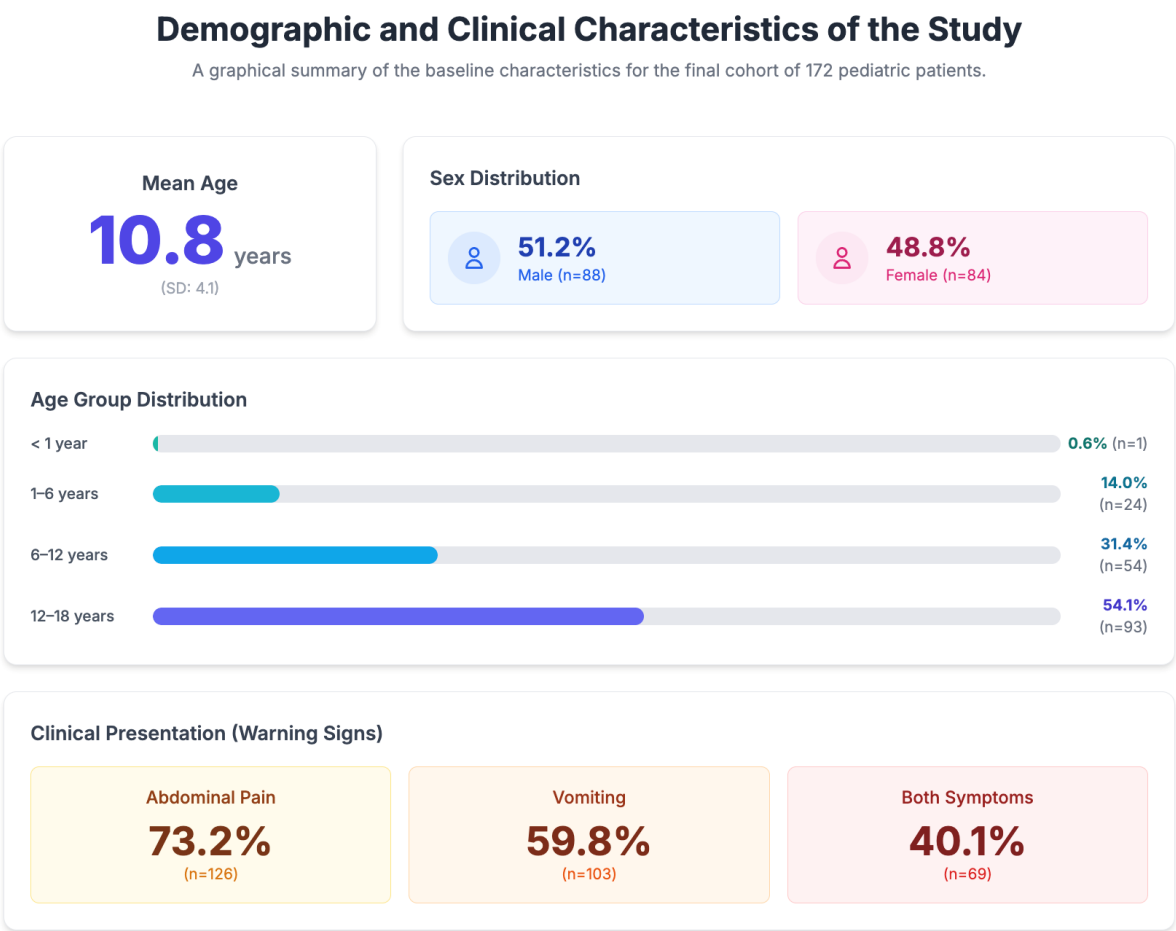 Demographic and Clinical Characteristics of the Study
A graphical summary of the baseline characteristics for the final cohort of 172 pediatric patients.
Mean Age
10.8 years
(SD: 4.1)
Sex Distribution
51.2%
Male (n=88)
48.8%
Female (n=84)
Age Group Distribution
< 1 year
0.6% (n=1)
1–6 years
14.0%
(n=24)
6–12 years
31.4%
(n=54)
12–18 years
54.1%
(n=93)
Clinical Presentation (Warning Signs)
Abdominal Pain
73.2%
(n=126)
Vomiting
59.8%
(n=103)
Both Symptoms
40.1%
(n=69)